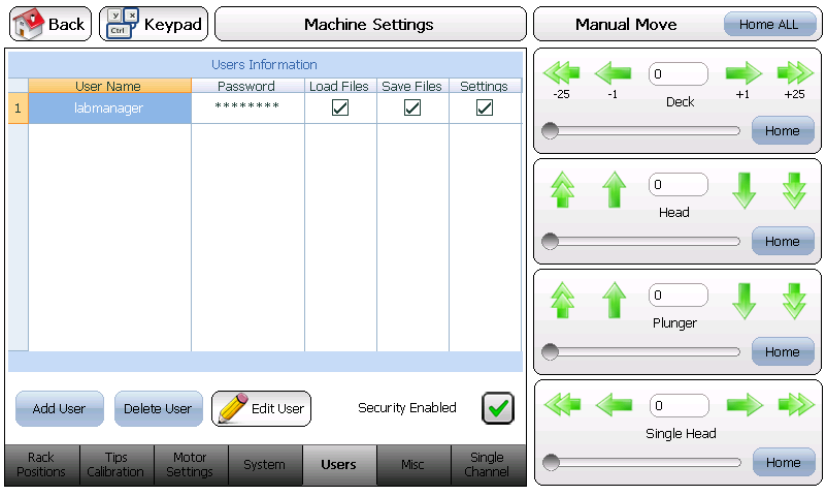 Back
Keypad
Y X
Ctrl
Machine Settings
Manual Move
Home ALL
Users Information
User Name Password Load Files Save Files Settings
1 labmanager ********
Add User
Delete User
Edit User
Security Enabled
Rack Positions
Tips Calibration
Motor Settings
System
Users
Misc
Single Channel
0
-25 -1 Deck +1 +25
Home
0
Head
Home
0
Plunger
Home
0
Single Head
Home